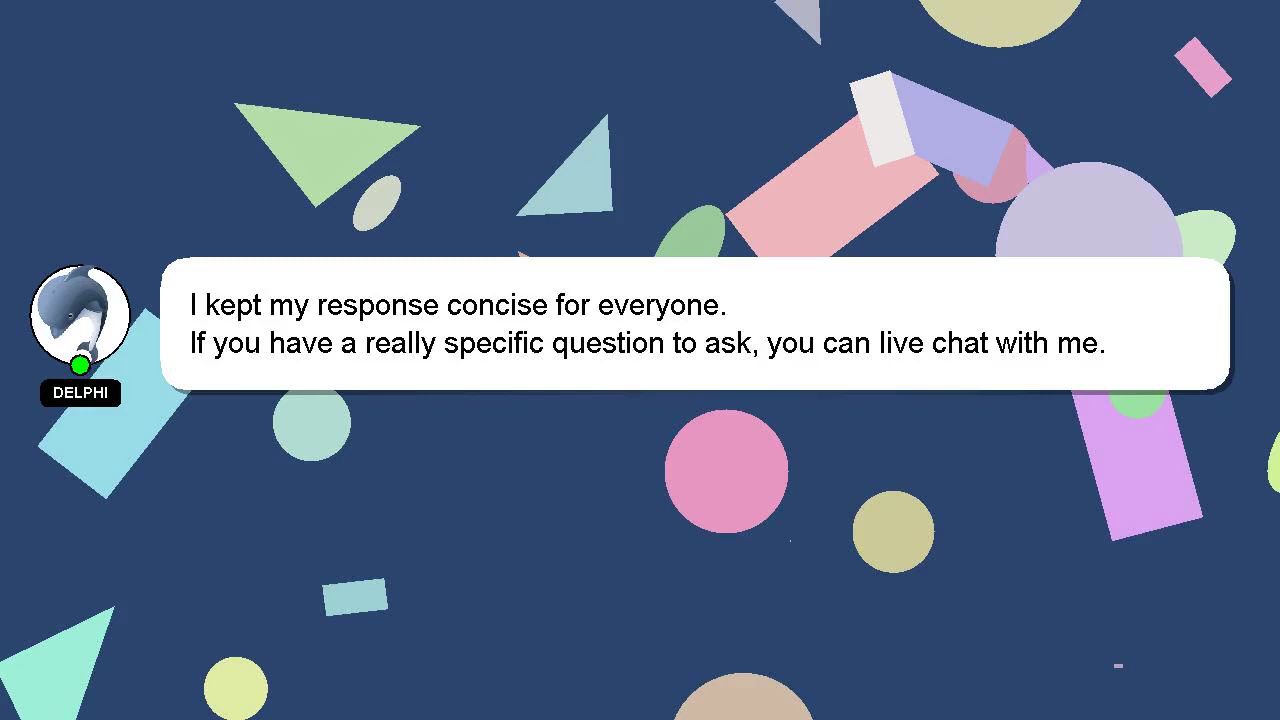 I kept my response concise for everyone.
If you have a really specific question to ask, you can live chat with me.
DELPHI